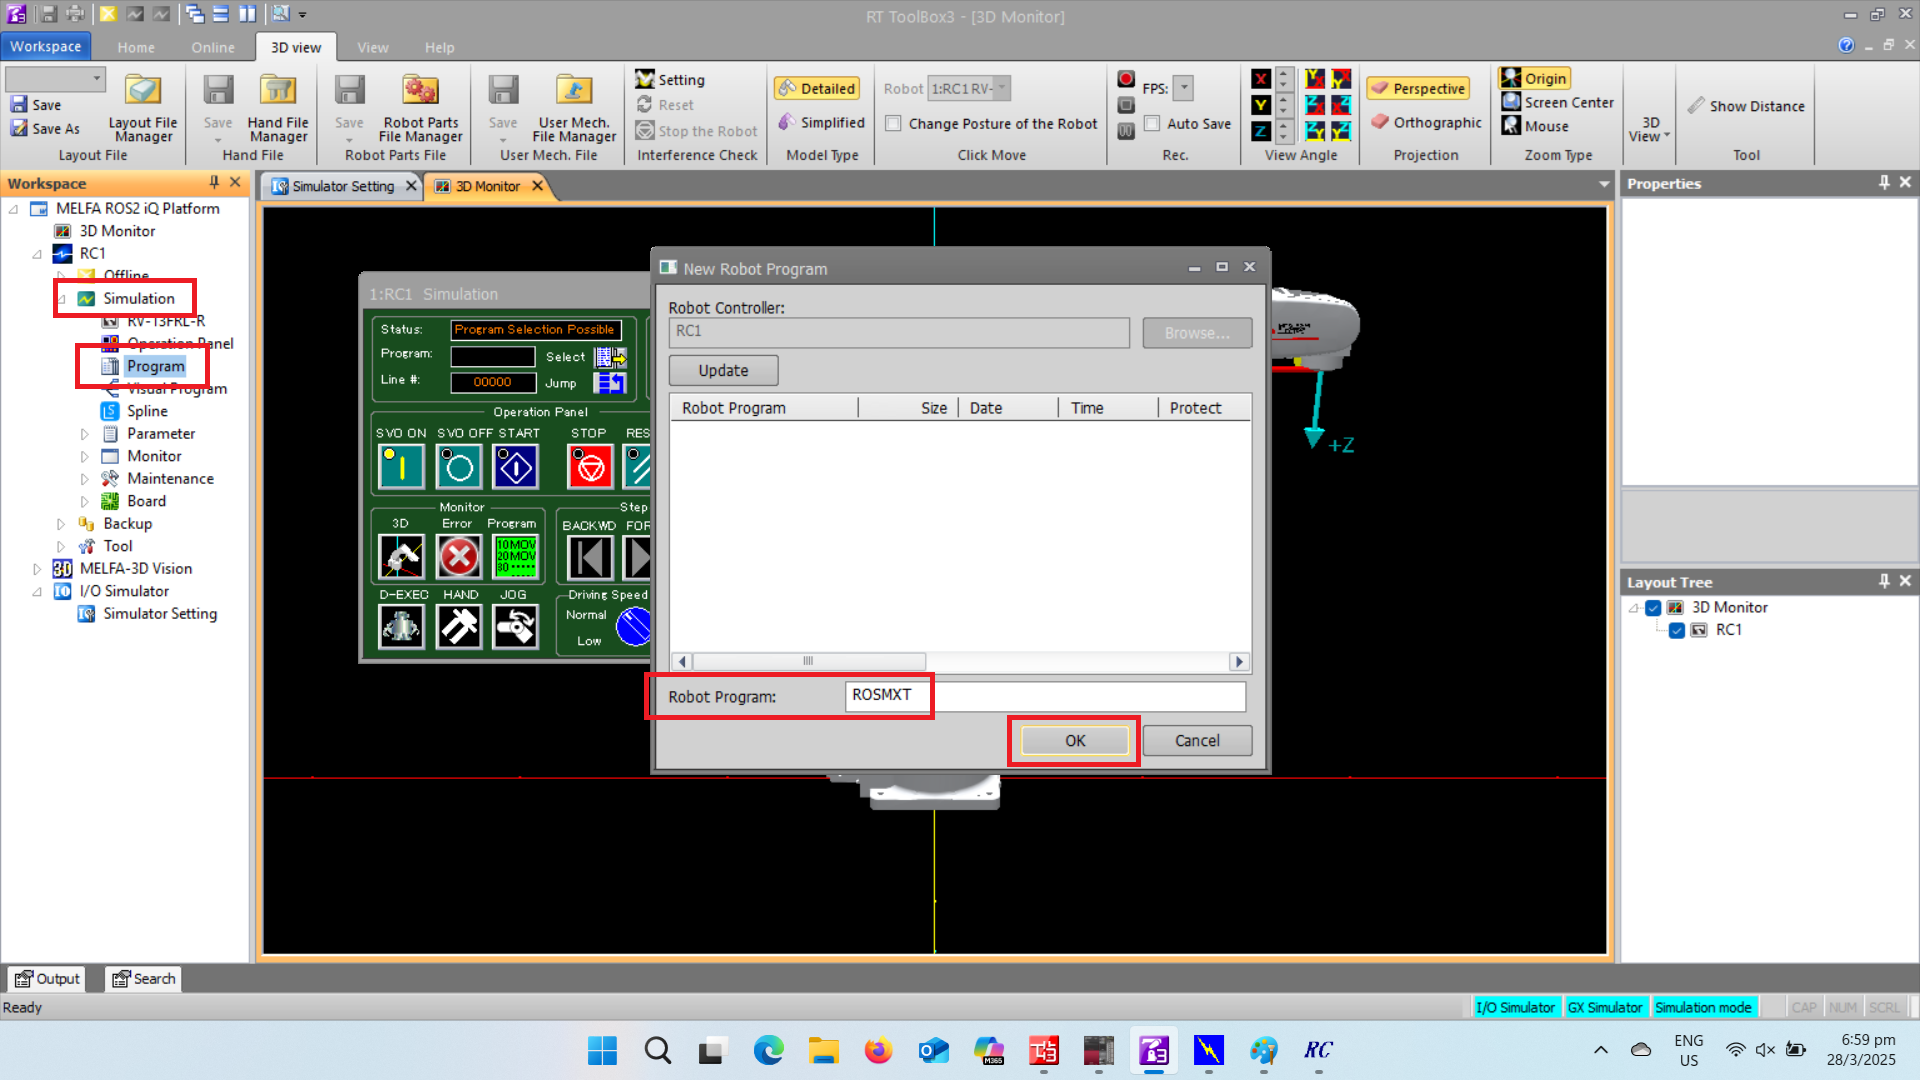 RT ToolBox3 - [3D Monitor]
Workspace
Home
Online
3D view
View
Help
Save
Save As
Layout File
Manager
Layout File
Save
Hand File
Manager
Hand File
Save
Robot Parts
File Manager
Robot Parts File
Save
User Mech.
File Manager
User Mech. File
Setting
Reset
Stop the Robot
Interference Check
Detailed
Simplified
Model Type
Robot 1:RC1 RV-
Change Posture of the Robot
Click Move
FPS:
Auto Save
Rec.
X
Y
Z
View Angle
Perspective
Orthographic
Projection
Origin
Screen Center
Mouse
Zoom Type
3D
View
Show Distance
Tool
Workspace
MELFA ROS2 iQ Platform
3D Monitor
RC1
Offline
Simulation
RV-13FRL-R
Operation Panel
Program
Visual Program
Spline
Parameter
Monitor
Maintenance
Board
Backup
Tool
MELFA-3D Vision
I/O Simulator
Simulator Setting
Simulator Setting
3D Monitor
1:RC1 Simulation
Status: Program Selection Possible
Program: Select
Line #: 00000 Jump
Operation Panel
SVO ON SVO OFF START STOP RES
Monitor
3D Error Program
10MOV
20MOV
30
Step
BACKWD FOR
D-EXEC HAND JOG
Driving Speed
Normal
Low
New Robot Program
Robot Controller:
RC1
Browse...
Update
Robot Program Size Date Time Protect
Robot Program: ROSMXT
OK
Cancel
+Z
Properties
Layout Tree
3D Monitor
RC1
Output
Search
Ready
I/O Simulator
GX Simulator
Simulation mode
CAP
NUM
SCRL
M365
RC
ENG
US
6:59 pm
28/3/2025